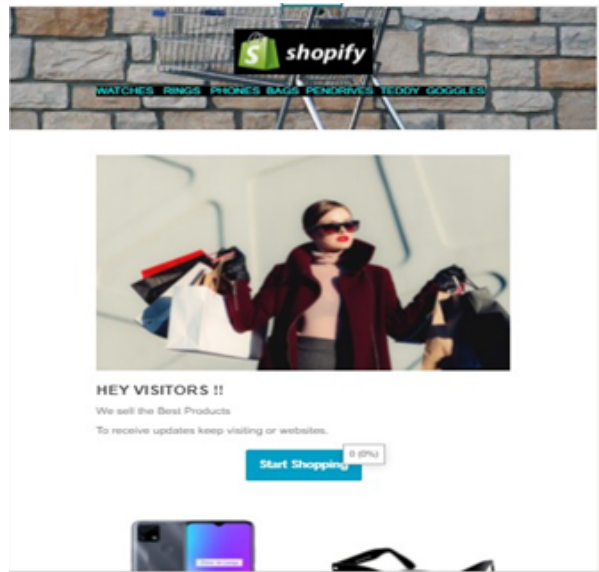 shopify
WATCHES RINGS PHONES BAGS PENDRIVES TEDDY GOGGLES
HEY VISITORS !!
We sell the Best Products
To receive updates keep visiting or websites.
Start Shopping
0 (0%)